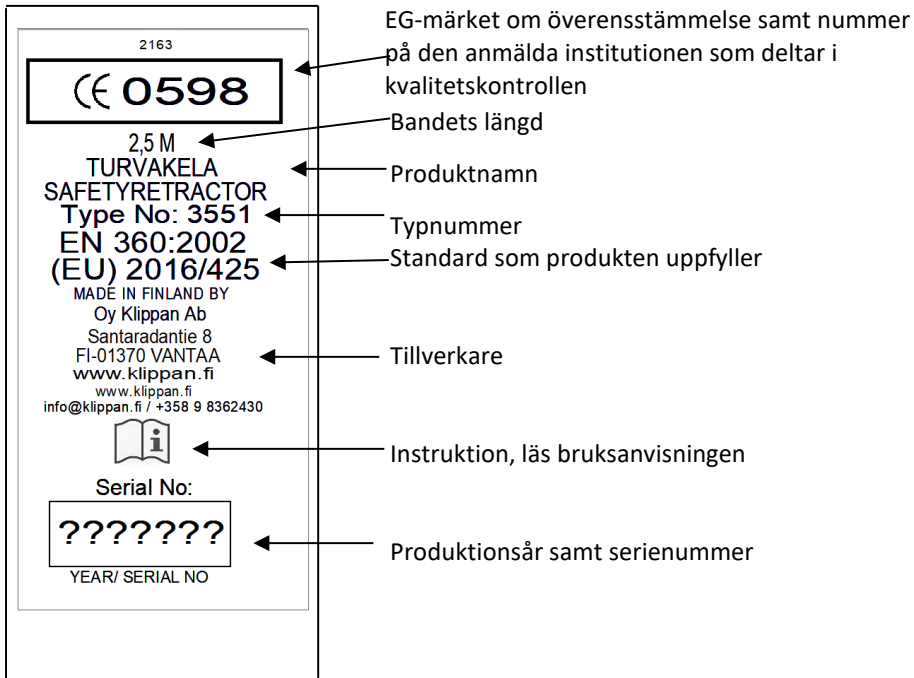 2163
CE 0598
2,5 M
TURVAKELA
SAFETYRETRACTOR
Type No: 3551
EN 360:2002
(EU) 2016/425
MADE IN FINLAND BY
Oy Klippan Ab
Santaradantie 8
FI-01370 VANTAA
www.klippan.fi
www.klippan.fi
info@klippan.fi / +358 9 8362430
i
Serial No:
???????
YEAR/ SERIAL NO
EG-märket om överensstämmelse samt nummer
på den anmälda institutionen som deltar i
kvalitetskontrollen
Bandets längd
Produktnamn
Typnummer
Standard som produkten uppfyller
Tillverkare
Instruktion, läs bruksanvisningen
Produktionsår samt serienummer